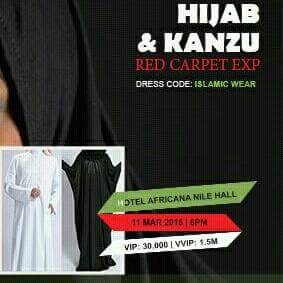 HIJAB
& KANZU
RED CARPET EXP
DRESS CODE: ISLAMIC WEAR
HOTEL AFRICANA NILE HALL
11 MAR 2016 | 6PM
VIP: 30.000 | VVIP: 1.5M